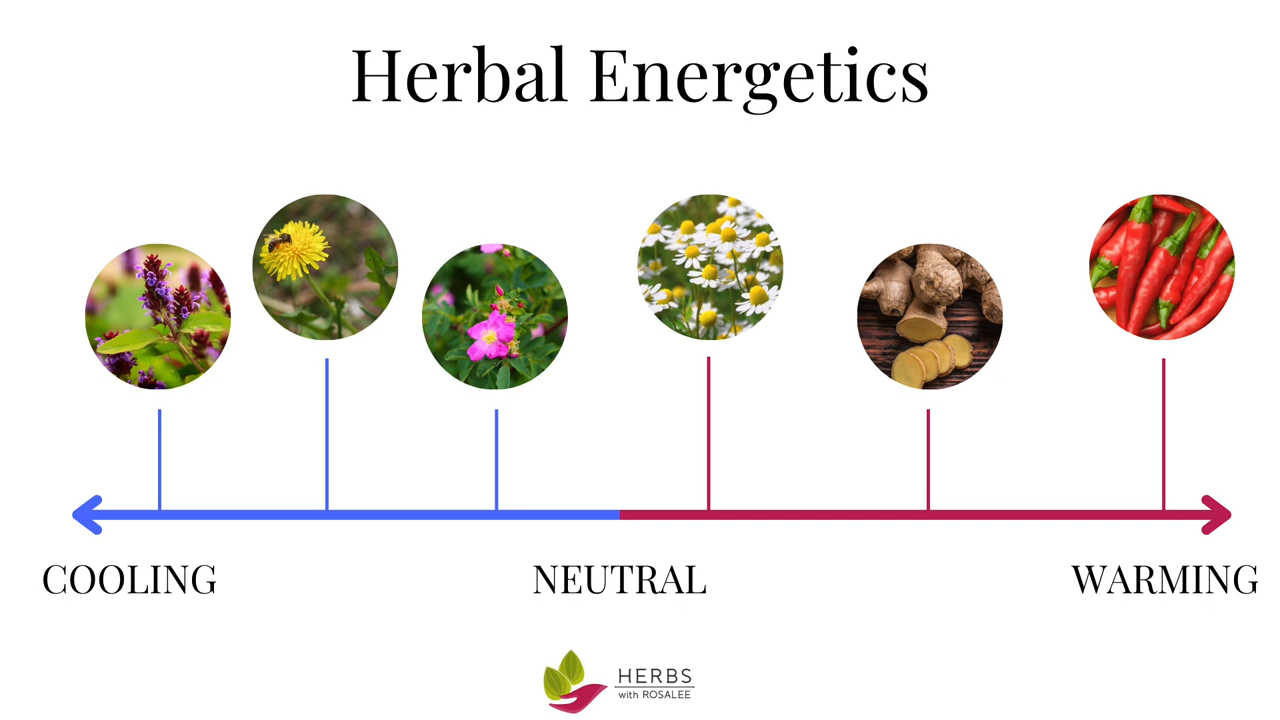 Herbal Energetics
COOLING
NEUTRAL
WARMING
HERBS
with ROSALEE